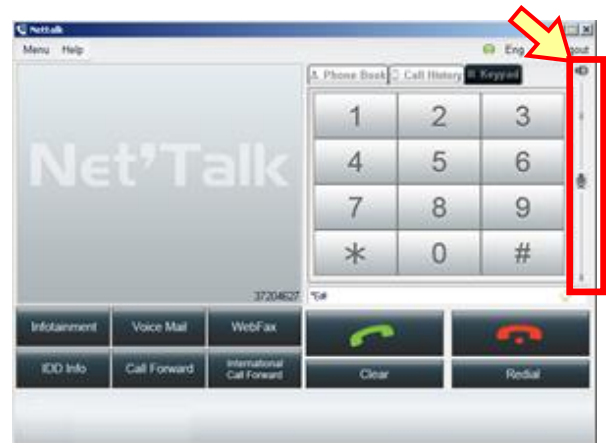 Net'Talk
Menu Help
Eng
Phone Book Call History Keypad
Net'Talk
1 2 3
4 5 6
7 8 9
* 0 #
37204627
*6#
Infotainment Voice Mail WebFax
IDD Info Call Forward International Call Forward
Clear Redial